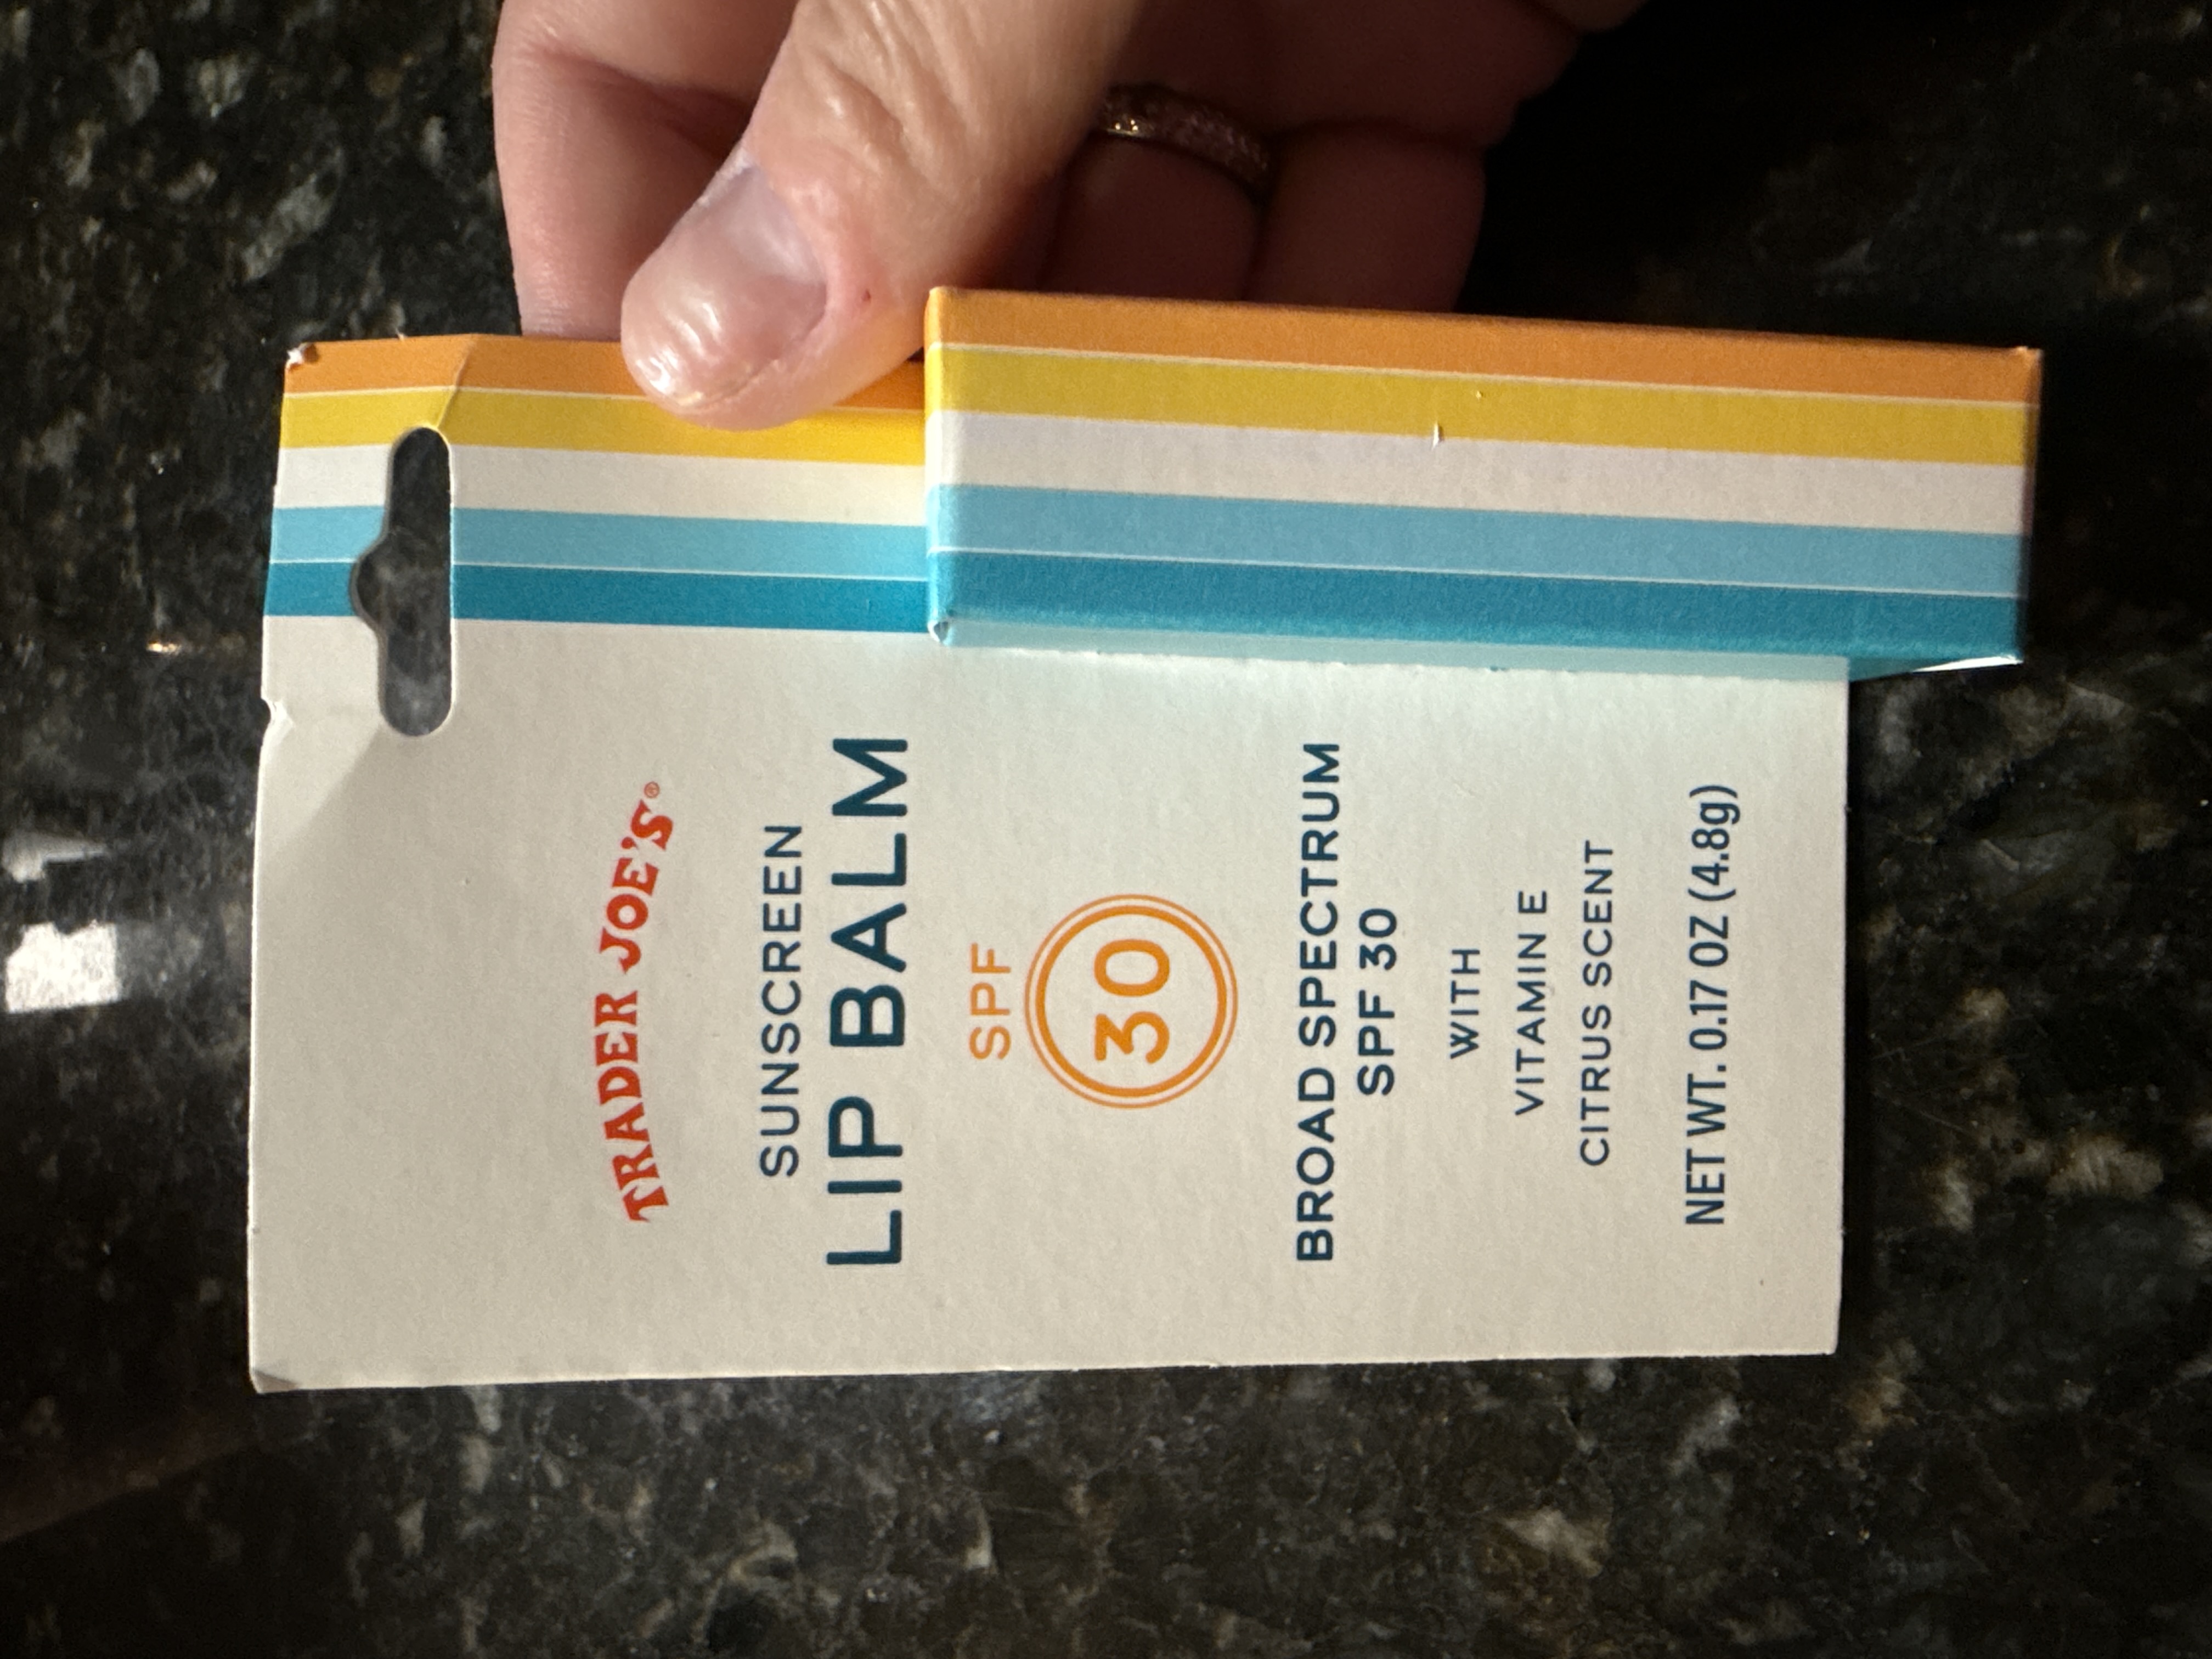 TRADER JOE'S®
SUNSCREEN
LIP BALM
SPF
30
BROAD SPECTRUM
SPF 30
WITH
VITAMIN E
CITRUS SCENT
NET WT. 0.17 OZ (4.8g)